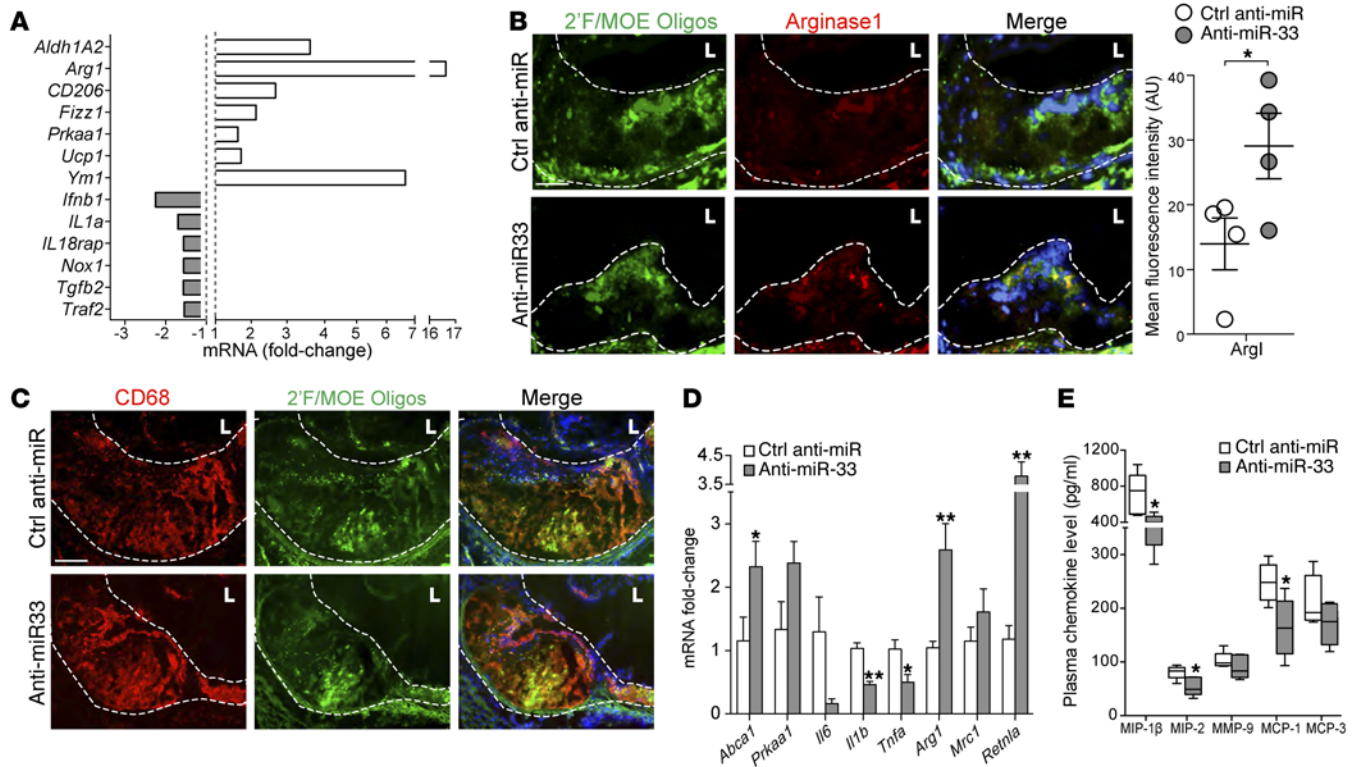 A
Aldh1A2
Arg1
CD206
Fizz1
Prkaa1
Ucp1
Ym1
Ifnb1
IL1a
IL18rap
Nox1
Tgfb2
Traf2
-3 -2 -1 1 2 3 4 5 6 7 16 17
mRNA (fold-change)
B
2'F/MOE Oligos Arginase1 Merge
Ctrl anti-miR
L L L
Anti-miR33
L L L
Ctrl anti-miR
Anti-miR-33
*
Mean fluorescence intensity (AU)
40
30
20
10
0
ArgI
C
CD68 2'F/MOE Oligos Merge
Ctrl anti-miR
L L L
Anti-miR33
L L L
D
Ctrl anti-miR
Anti-miR-33
mRNA fold-change
4.5
3.5
3
2
1
0
* ** * ** **
Abca1 Prkaa1 Il6 Il1b Tnfa Arg1 Mrc1 Retnla
E
Ctrl anti-miR
Anti-miR-33
Plasma chemokine level (pg/ml)
1200
800
400
300
200
100
0
* * *
MIP-1β MIP-2 MMP-9 MCP-1 MCP-3